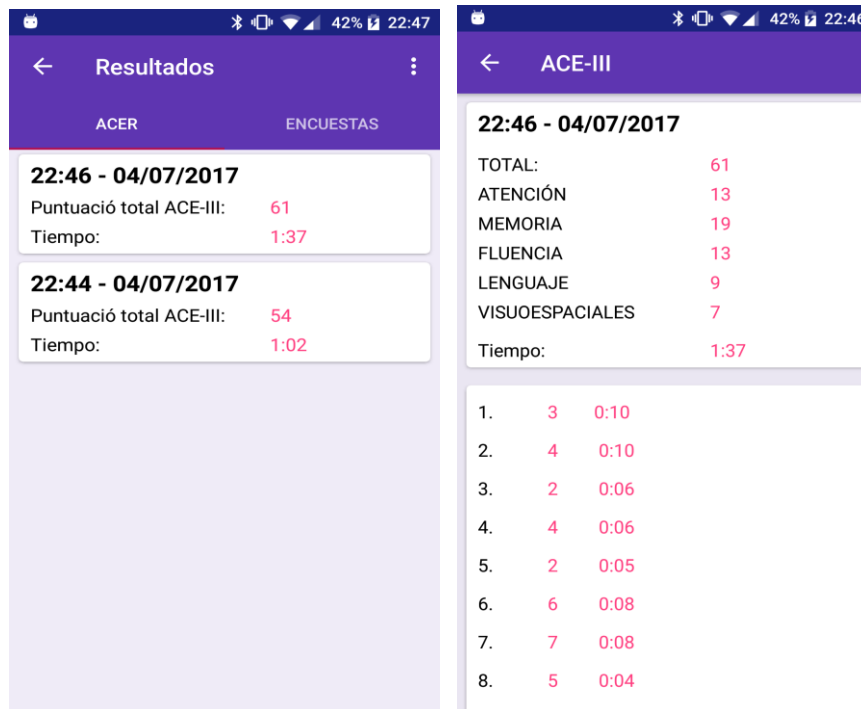 42% 22:47
Resultados
ACER ENCUESTAS
22:46 - 04/07/2017
Puntuació total ACE-III: 61
Tiempo: 1:37
22:44 - 04/07/2017
Puntuació total ACE-III: 54
Tiempo: 1:02
42% 22:46
ACE-III
22:46 - 04/07/2017
TOTAL: 61
ATENCIÓN 13
MEMORIA 19
FLUENCIA 13
LENGUAJE 9
VISUOESPACIALES 7
Tiempo: 1:37
1. 3 0:10
2. 4 0:10
3. 2 0:06
4. 4 0:06
5. 2 0:05
6. 6 0:08
7. 7 0:08
8. 5 0:04